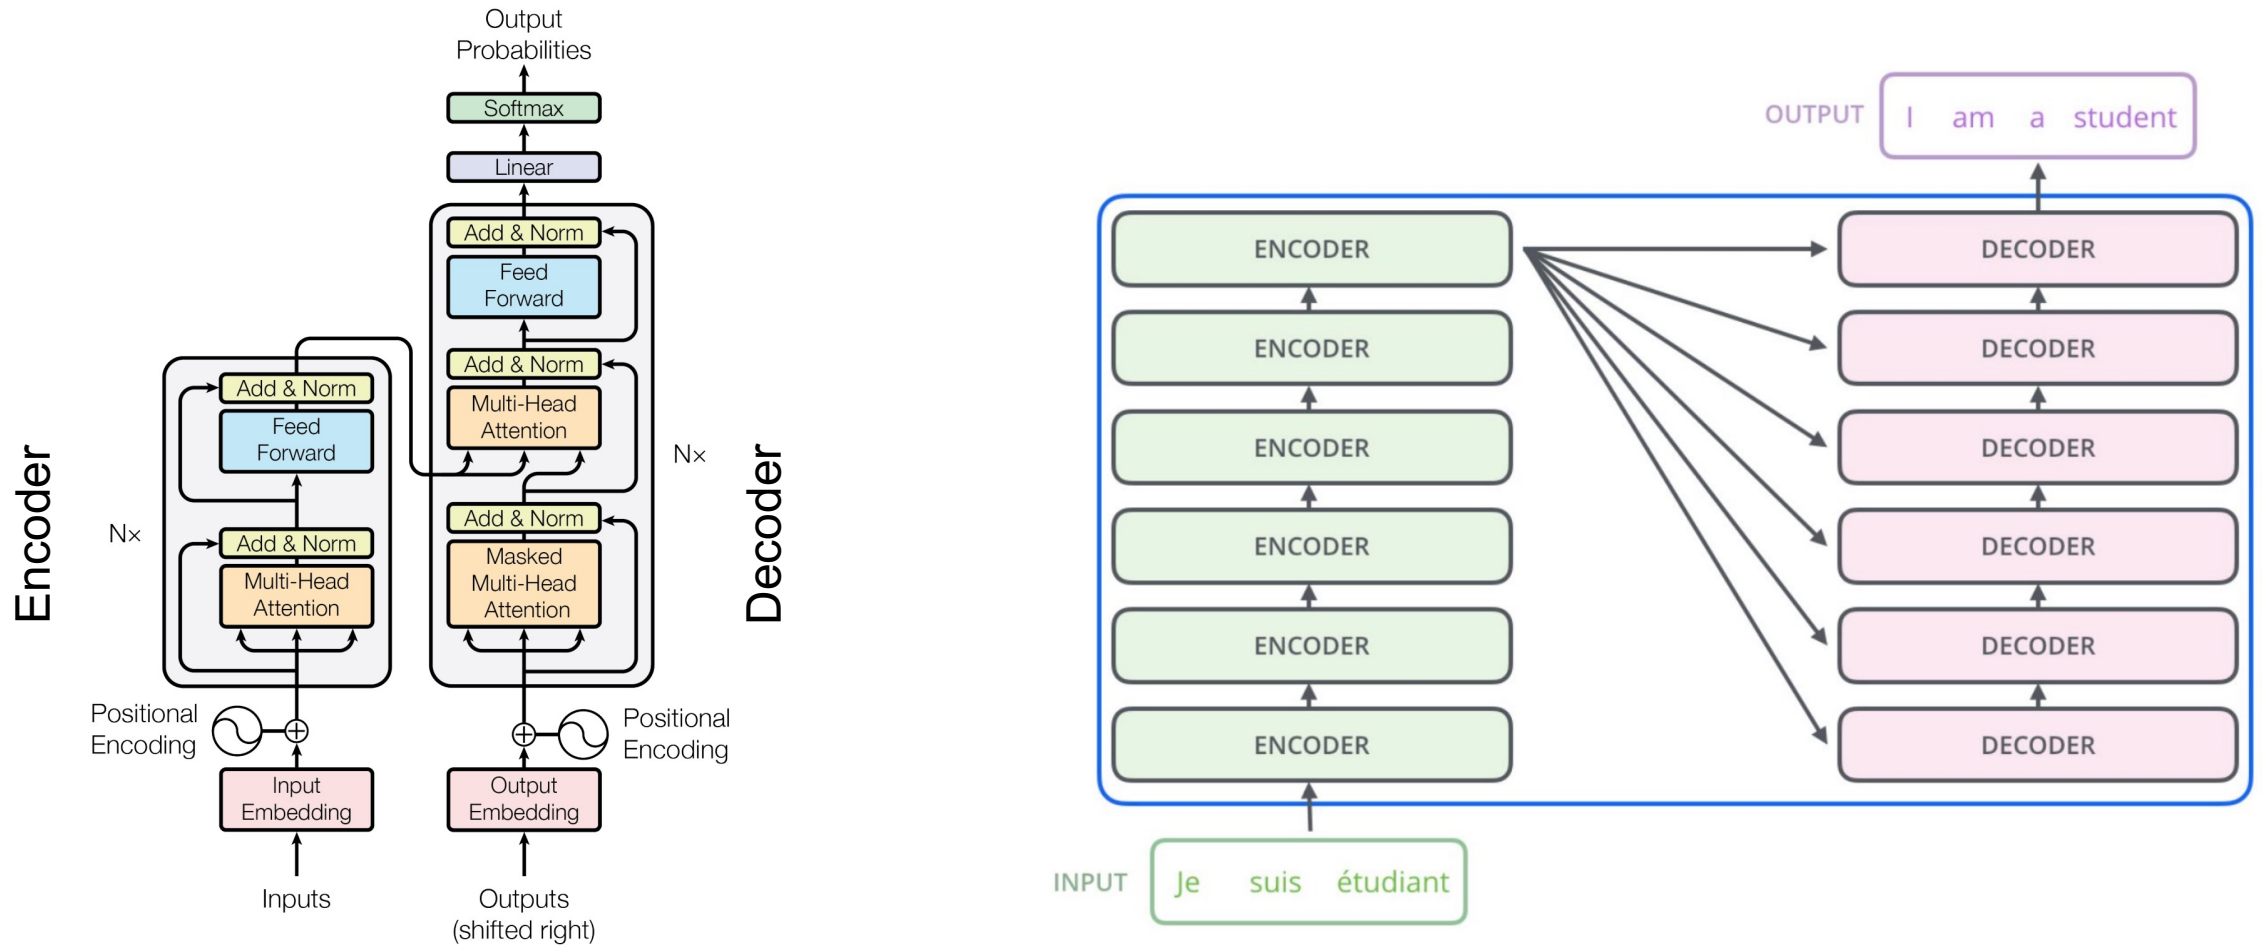 Output
Probabilities
Softmax
Linear
Add & Norm
Feed
Forward
Add & Norm
Multi-Head
Attention
Add & Norm
Masked
Multi-Head
Attention
Nx
Decoder
Positional
Encoding
Output
Embedding
Outputs
(shifted right)
Encoder
Nx
Add & Norm
Feed
Forward
Add & Norm
Multi-Head
Attention
Positional
Encoding
Input
Embedding
Inputs
OUTPUT I am a student
ENCODER DECODER
ENCODER DECODER
ENCODER DECODER
ENCODER DECODER
ENCODER DECODER
ENCODER DECODER
INPUT Je suis étudiant